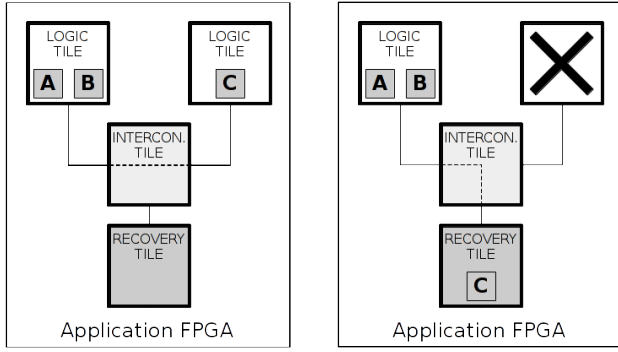 LOGIC
TILE
A B
LOGIC
TILE
C
INTERCON.
TILE
RECOVERY
TILE
Application FPGA
LOGIC
TILE
A B
INTERCON.
TILE
RECOVERY
TILE
C
Application FPGA